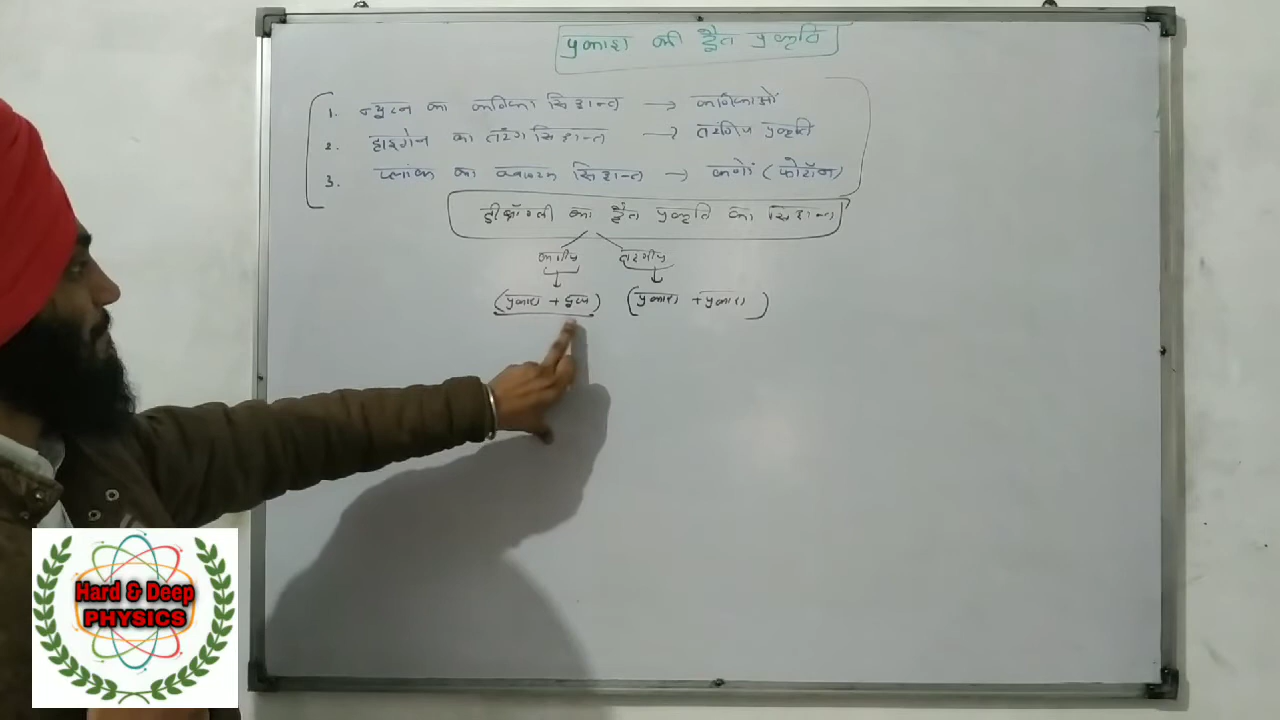 प्रकाश की द्वैत प्रकृति
1. न्यूटन का कणिका सिद्धान्त → कणिकाओं
2. हाइगेन का तरंग सिद्धान्त → तरंगिय प्रकृति
3. प्लांक का क्वाण्टम सिद्धान्त → कणों (फोटॉन)
डीब्रॉग्ली का द्वैत प्रकृति का सिद्धान्त
कणीय तरंगीय
(प्रकाश + द्रव्य) (प्रकाश + प्रकाश)
Hard & Deep
PHYSICS